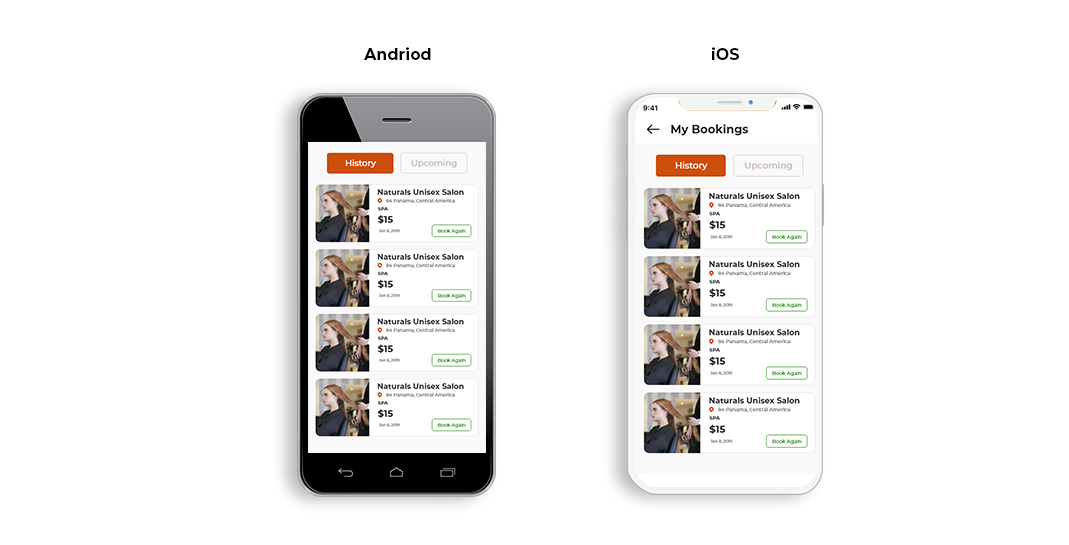 Andriod
History
Upcoming
Naturals Unisex Salon
84 Panama, Central America
SPA
$15
Jan 6, 2019
Book Again
Naturals Unisex Salon
84 Panama, Central America
SPA
$15
Jan 6, 2019
Book Again
Naturals Unisex Salon
84 Panama, Central America
SPA
$15
Jan 6, 2019
Book Again
Naturals Unisex Salon
84 Panama, Central America
SPA
$15
Jan 6, 2019
Book Again
iOS
9:41
My Bookings
History
Upcoming
Naturals Unisex Salon
84 Panama, Central America
SPA
$15
Jan 6, 2019
Book Again
Naturals Unisex Salon
84 Panama, Central America
SPA
$15
Jan 6, 2019
Book Again
Naturals Unisex Salon
84 Panama, Central America
SPA
$15
Jan 6, 2019
Book Again
Naturals Unisex Salon
84 Panama, Central America
SPA
$15
Jan 6, 2019
Book Again